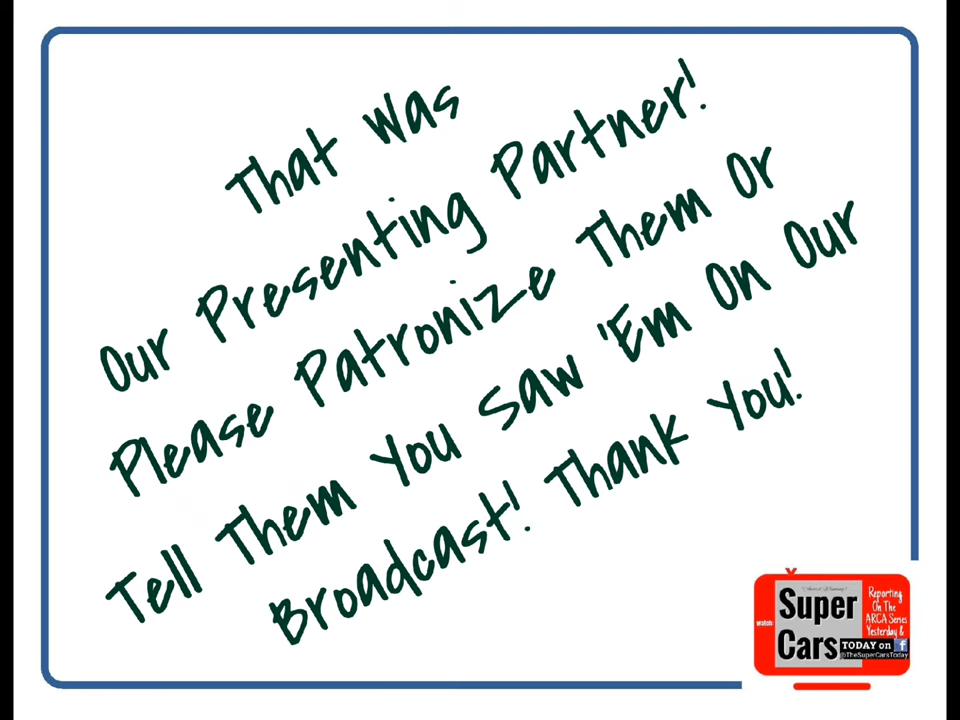 That Was
Our Presenting Partner!
Please Patronize Them Or
Tell Them You Saw 'Em On Our
Broadcast! Thank You!
watch
Super
Cars
TODAY on f
@TheSuperCarsToday
Reporting
On The
ARCA Series
Yesterday &